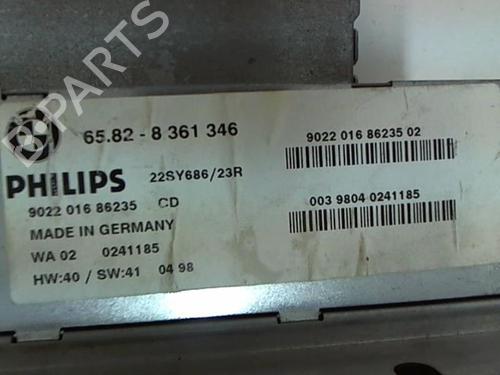 65.82 - 8 361 346
PHILIPS 22SY686/23R
9022 016 86235 CD
MADE IN GERMANY
WA 02 0241185
HW:40 / SW:41 04 98
9022 016 86235 02
003 9804 0241185
B-PARTS